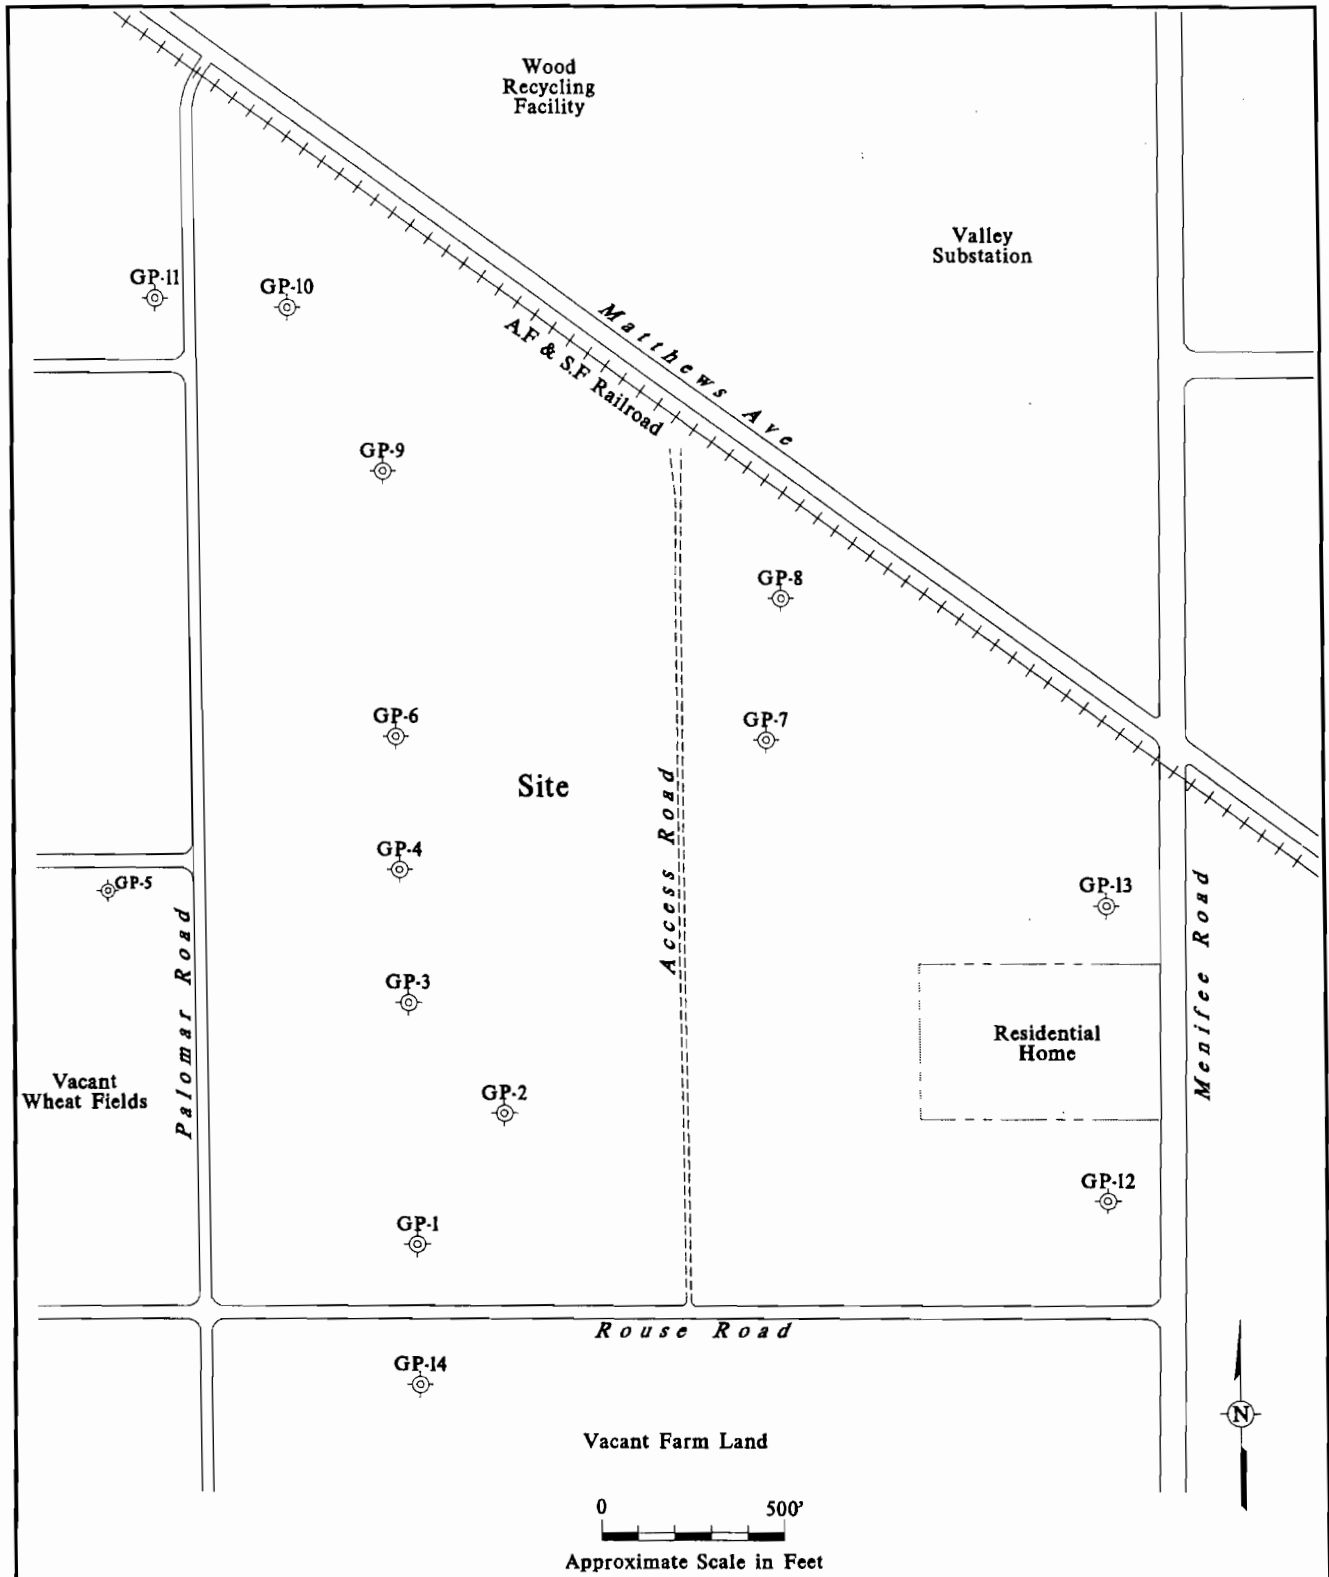 Wood
Recycling
Facility
Valley
Substation
GP-11
GP-10
Matthews Ave
A.F & S.F Railroad
GP-9
GP-8
GP-6
GP-7
Site
GP-4
GP-5
GP-13
Access Road
Palomar Road
Menifee Road
GP-3
Residential
Home
Vacant
Wheat Fields
GP-2
GP-12
GP-1
Rouse Road
GP-14
N
Vacant Farm Land
0 500'
Approximate Scale in Feet